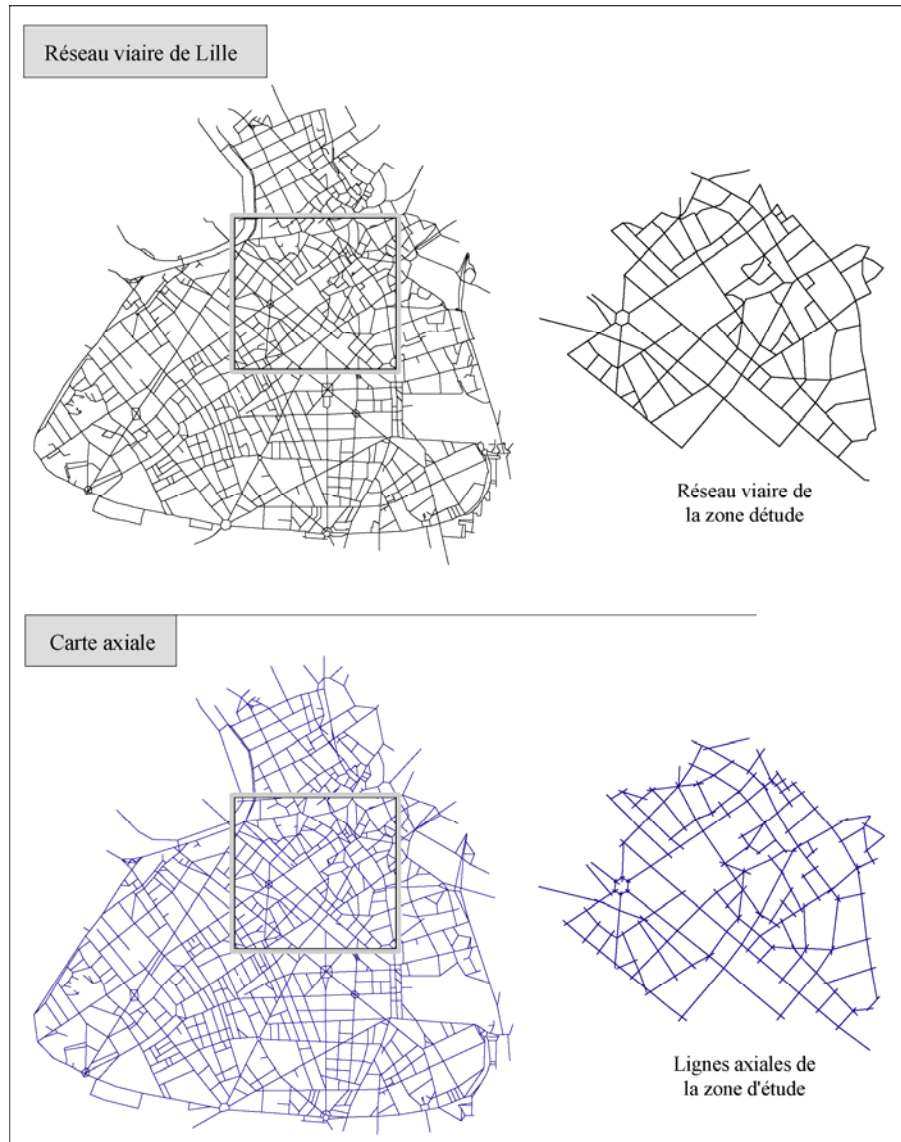 Réseau viaire de Lille
Réseau viaire de
la zone détude
Carte axiale
Lignes axiales de
la zone d'étude